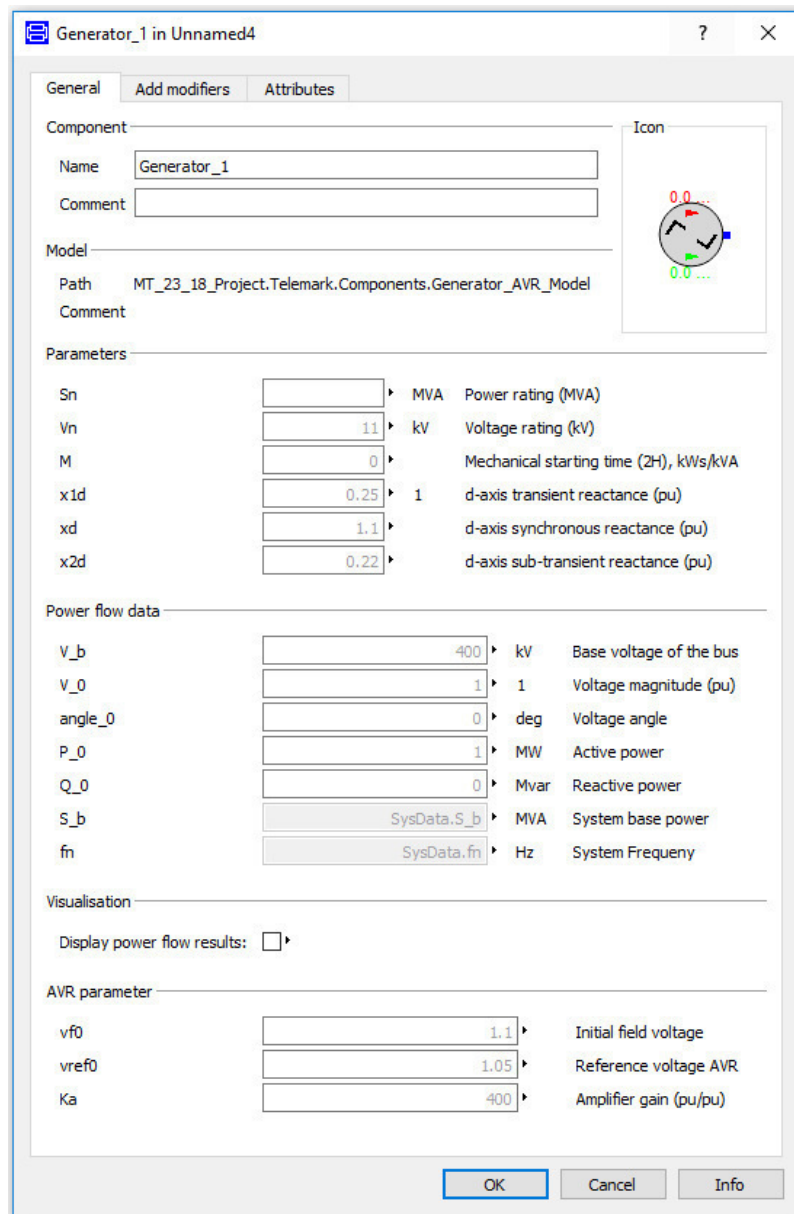 Generator_1 in Unnamed4 ? ×
General Add modifiers Attributes
Component Icon
Name Generator_1
Comment
0.0 ...
0.0 ...
Model
Path MT_23_18_Project.Telemark.Components.Generator_AVR_Model
Comment
Parameters
Sn MVA Power rating (MVA)
Vn 11 kV Voltage rating (kV)
M 0 Mechanical starting time (2H), kWs/kVA
x1d 0.25 1 d-axis transient reactance (pu)
xd 1.1 d-axis synchronous reactance (pu)
x2d 0.22 d-axis sub-transient reactance (pu)
Power flow data
V_b 400 kV Base voltage of the bus
V_0 1 1 Voltage magnitude (pu)
angle_0 0 deg Voltage angle
P_0 1 MW Active power
Q_0 0 Mvar Reactive power
S_b SysData.S_b MVA System base power
fn SysData.fn Hz System Frequeny
Visualisation
Display power flow results:
AVR parameter
vf0 1.1 Initial field voltage
vref0 1.05 Reference voltage AVR
Ka 400 Amplifier gain (pu/pu)
OK Cancel Info